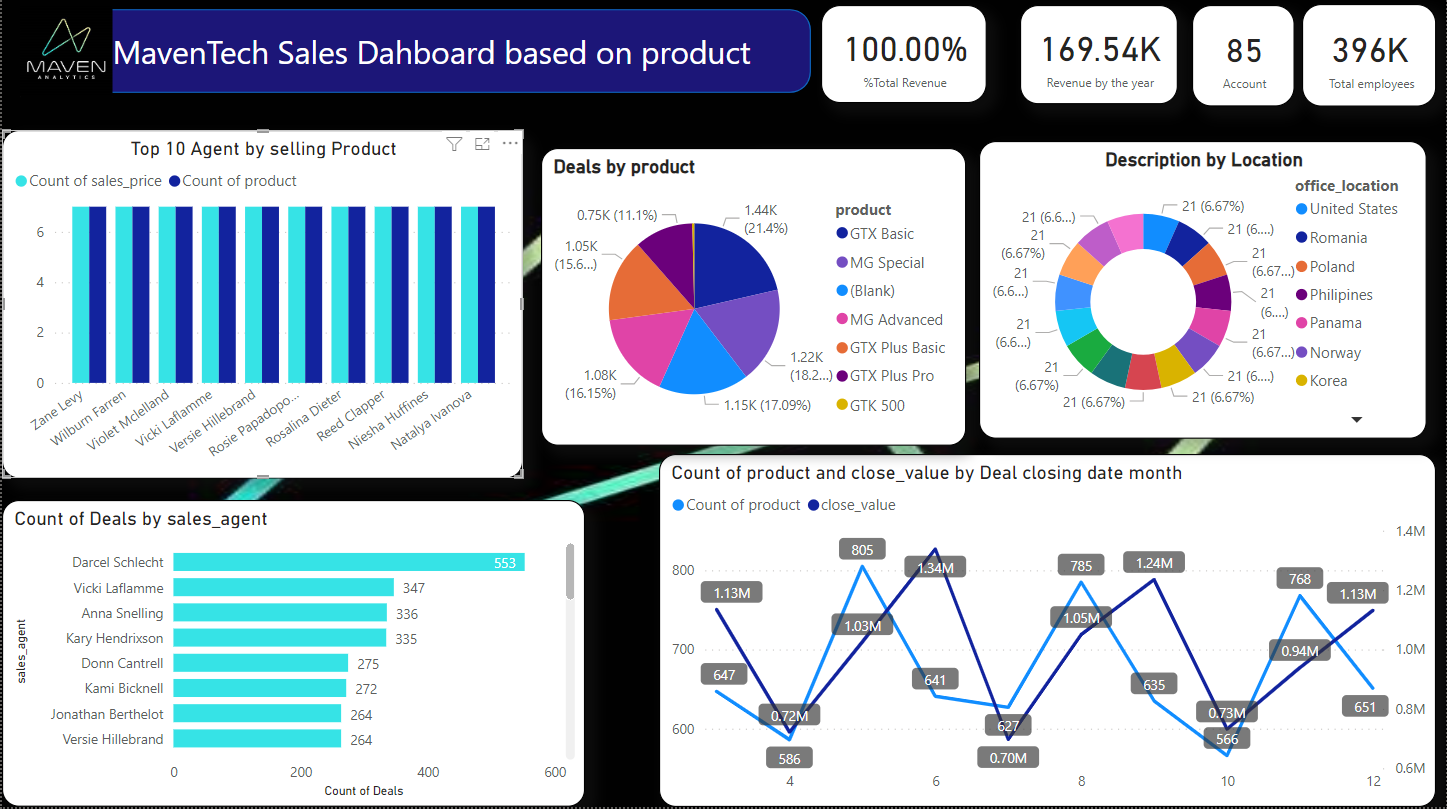 MAVEN
ANALYTICS
MavenTech Sales Dahboard based on product
100.00%
%Total Revenue
169.54K
Revenue by the year
85
Account
396K
Total employees
Top 10 Agent by selling Product
Count of sales_price
Count of product
6
4
2
0
Zane Levy
Wilburn Farren
Violet Mclelland
Vicki Laflamme
Versie Hillebrand
Rosie Papadopo...
Rosalina Dieter
Reed Clapper
Niesha Huffines
Natalya Ivanova
Deals by product
0.75K (11.1%)
1.44K
(21.4%)
1.05K
(15.6...)
1.22K
(18.2...)
1.08K
(16.15%)
1.15K (17.09%)
product
GTX Basic
MG Special
(Blank)
MG Advanced
GTX Plus Basic
GTX Plus Pro
GTK 500
Description by Location
21 (6.6...)
21 (6.67%)
21
(6.67%)
21 (6....)
21
(6.6...)
21
(6.67...)
21
(6....)
21
(6.6...)
21
(6.67...)
21
(6.67%)
21 (6....)
21 (6.67%)
21 (6.67%)
office_location
United States
Romania
Poland
Philipines
Panama
Norway
Korea
Count of Deals by sales_agent
sales_agent
Darcel Schlecht
553
Vicki Laflamme
347
Anna Snelling
336
Kary Hendrixson
335
Donn Cantrell
275
Kami Bicknell
272
Jonathan Berthelot
264
Versie Hillebrand
264
0
200
400
600
Count of Deals
Count of product and close_value by Deal closing date month
Count of product
close_value
800
700
600
1.4M
1.2M
1.0M
0.8M
0.6M
1.13M
647
0.72M
586
805
1.03M
1.34M
641
627
0.70M
785
1.05M
1.24M
635
0.73M
566
768
0.94M
1.13M
651
4
6
8
10
12